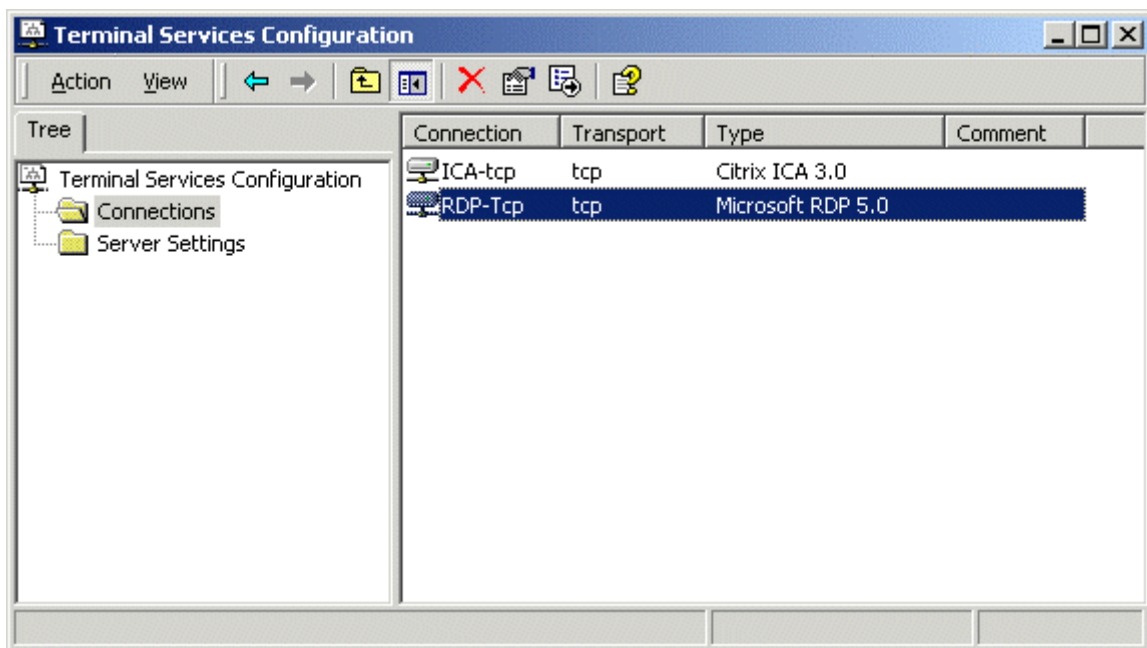 Terminal Services Configuration
Action View
Tree
Connection Transport Type Comment
Terminal Services Configuration
Connections
Server Settings
ICA-tcp tcp Citrix ICA 3.0
RDP-Tcp tcp Microsoft RDP 5.0